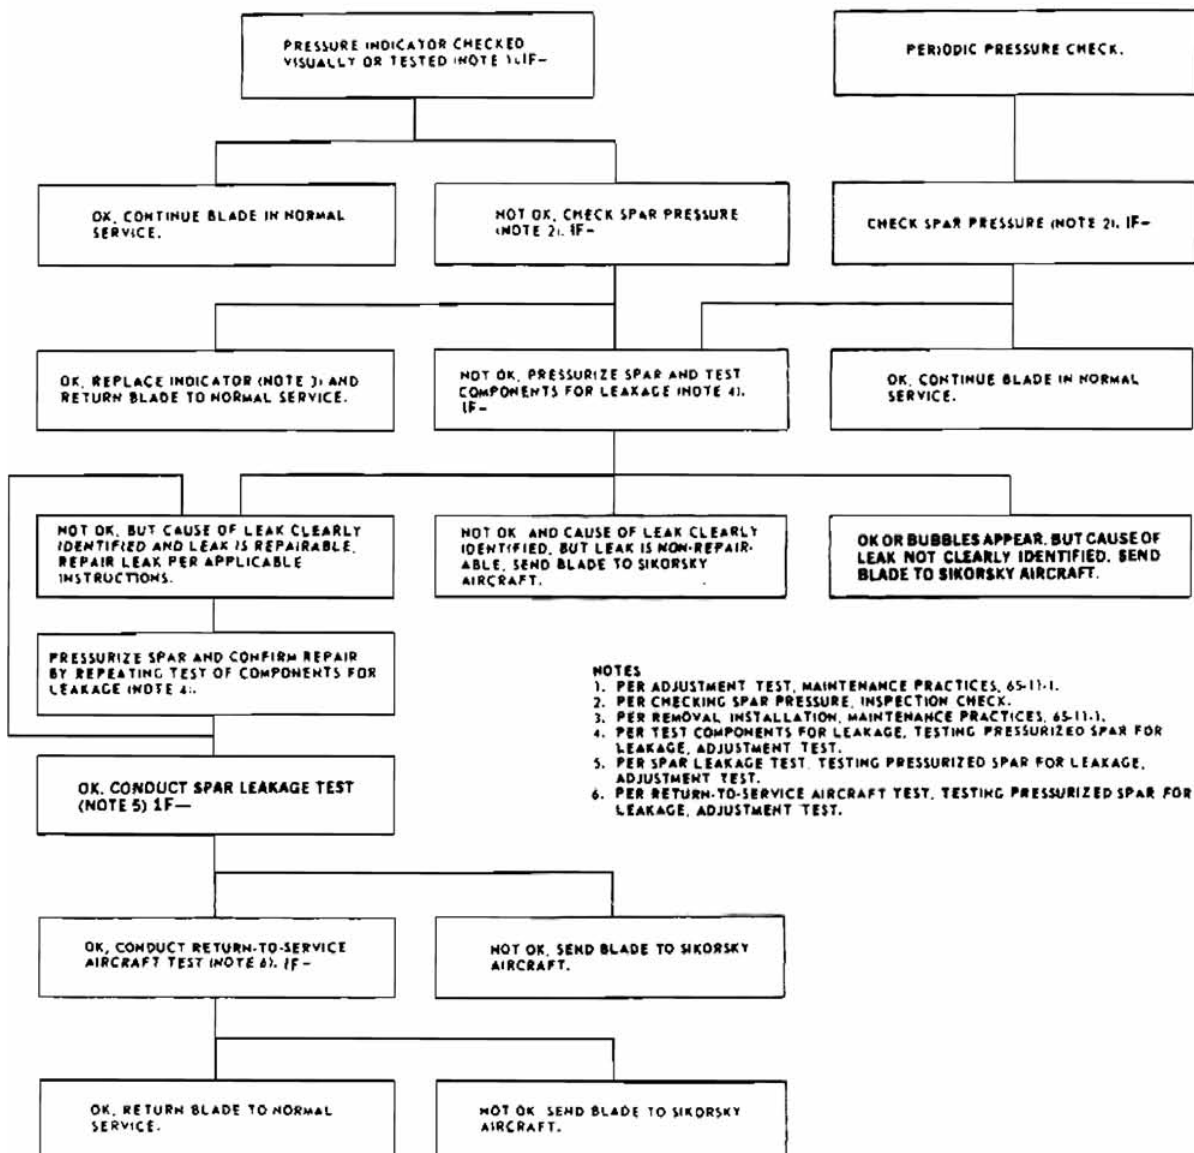 PRESSURE INDICATOR CHECKED
VISUALLY OR TESTED (NOTE 1). IF—
PERIODIC PRESSURE CHECK.
OK, CONTINUE BLADE IN NORMAL
SERVICE.
NOT OK, CHECK SPAR PRESSURE
(NOTE 2). IF—
CHECK SPAR PRESSURE (NOTE 2). IF—
OK, REPLACE INDICATOR (NOTE 3) AND
RETURN BLADE TO NORMAL SERVICE.
NOT OK, PRESSURIZE SPAR AND TEST
COMPONENTS FOR LEAKAGE (NOTE 4).
IF—
OK, CONTINUE BLADE IN NORMAL
SERVICE.
NOT OK, BUT CAUSE OF LEAK CLEARLY
IDENTIFIED AND LEAK IS REPAIRABLE.
REPAIR LEAK PER APPLICABLE
INSTRUCTIONS.
NOT OK AND CAUSE OF LEAK CLEARLY
IDENTIFIED, BUT LEAK IS NON-REPAIR-
ABLE, SEND BLADE TO SIKORSKY
AIRCRAFT.
OK OR BUBBLES APPEAR, BUT CAUSE OF
LEAK NOT CLEARLY IDENTIFIED. SEND
BLADE TO SIKORSKY AIRCRAFT.
PRESSURIZE SPAR AND CONFIRM REPAIR
BY REPEATING TEST OF COMPONENTS FOR
LEAKAGE (NOTE 4).
NOTES
1. PER ADJUSTMENT TEST, MAINTENANCE PRACTICES, 65-11-1.
2. PER CHECKING SPAR PRESSURE, INSPECTION CHECK.
3. PER REMOVAL INSTALLATION, MAINTENANCE PRACTICES, 65-11-1.
4. PER TEST COMPONENTS FOR LEAKAGE, TESTING PRESSURIZED SPAR FOR
LEAKAGE, ADJUSTMENT TEST.
5. PER SPAR LEAKAGE TEST, TESTING PRESSURIZED SPAR FOR LEAKAGE,
ADJUSTMENT TEST.
6. PER RETURN-TO-SERVICE AIRCRAFT TEST, TESTING PRESSURIZED SPAR FOR
LEAKAGE, ADJUSTMENT TEST.
OK. CONDUCT SPAR LEAKAGE TEST
(NOTE 5) IF—
OK, CONDUCT RETURN-TO-SERVICE
AIRCRAFT TEST (NOTE 6). IF—
NOT OK, SEND BLADE TO SIKORSKY
AIRCRAFT.
OK, RETURN BLADE TO NORMAL
SERVICE.
NOT OK SEND BLADE TO SIKORSKY
AIRCRAFT.